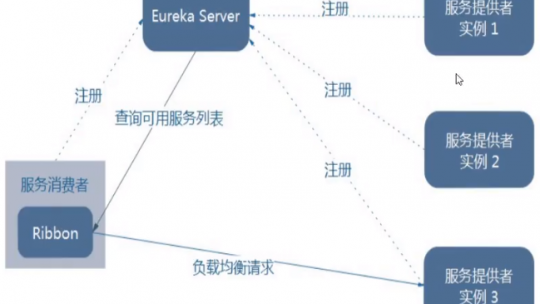 Eureka Server
注册
服务提供者
实例 1
注册
注册
查询可用服务列表
服务提供者
实例 2
注册
服务消费者
Ribbon
负载均衡请求
服务提供者
实例 3